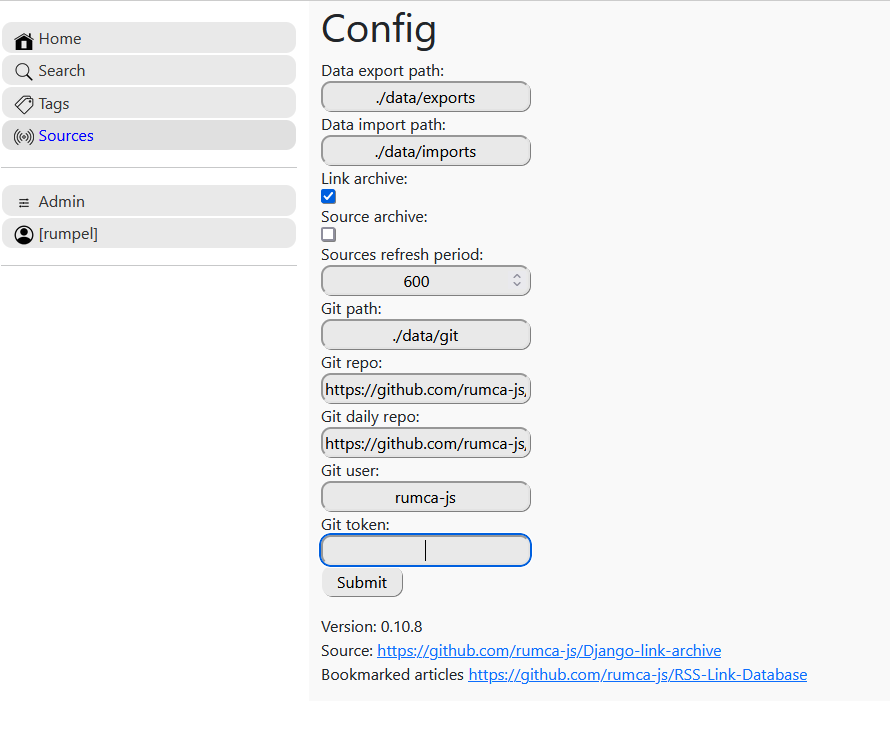 Home
Search
Tags
Sources
Admin
[rumpel]
Config
Data export path:
./data/exports
Data import path:
./data/imports
Link archive:
Source archive:
Sources refresh period:
600
Git path:
./data/git
Git repo:
https://github.com/rumca-js/
Git daily repo:
https://github.com/rumca-js/
Git user:
rumca-js
Git token:
Submit
Version: 0.10.8
Source: https://github.com/rumca-js/Django-link-archive
Bookmarked articles https://github.com/rumca-js/RSS-Link-Database